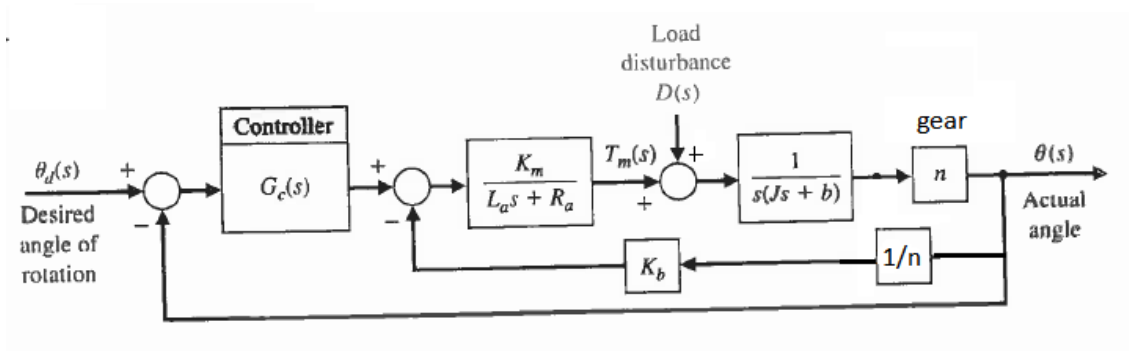 Load
disturbance
D(s)
gear
Controller
θd(s)
+
Gc(s)
+
Km
Las + Ra
Tm(s)
+
+
1
s(Js + b)
n
θ(s)
Desired
angle of
rotation
−
−
Kb
1/n
Actual
angle